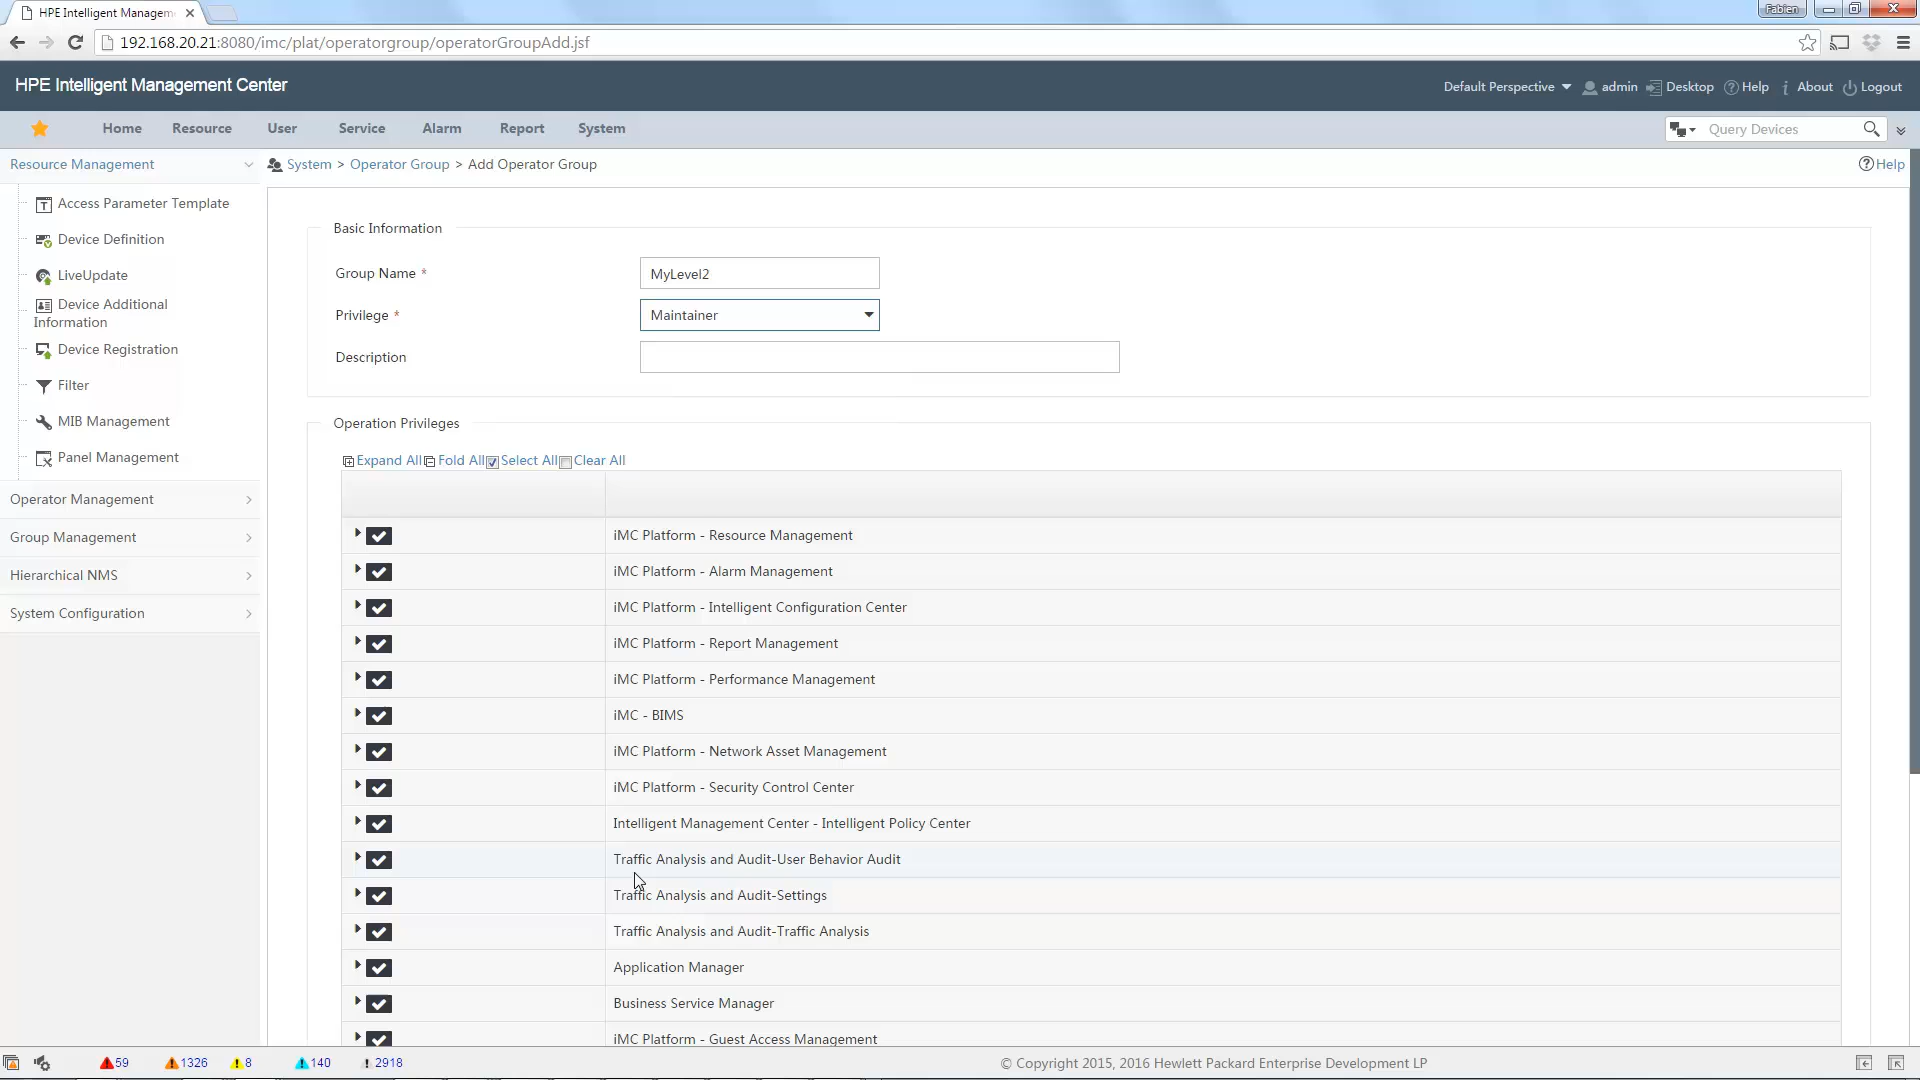 HPE Intelligent Managem
Fabien
192.168.20.21:8080/imc/plat/operatorgroup/operatorGroupAdd.jsf
HPE Intelligent Management Center
Default Perspective admin Desktop Help About Logout
Home Resource User Service Alarm Report System
Query Devices
Resource Management
System > Operator Group > Add Operator Group
Help
Access Parameter Template
Device Definition
LiveUpdate
Device Additional
Information
Device Registration
Filter
MIB Management
Panel Management
Operator Management
Group Management
Hierarchical NMS
System Configuration
Basic Information
Group Name * MyLevel2
Privilege * Maintainer
Description
Operation Privileges
Expand All Fold All Select All Clear All
iMC Platform - Resource Management
iMC Platform - Alarm Management
iMC Platform - Intelligent Configuration Center
iMC Platform - Report Management
iMC Platform - Performance Management
iMC - BIMS
iMC Platform - Network Asset Management
iMC Platform - Security Control Center
Intelligent Management Center - Intelligent Policy Center
Traffic Analysis and Audit-User Behavior Audit
Traffic Analysis and Audit-Settings
Traffic Analysis and Audit-Traffic Analysis
Application Manager
Business Service Manager
iMC Platform - Guest Access Management
59 1326 8 140 2918
© Copyright 2015, 2016 Hewlett Packard Enterprise Development LP